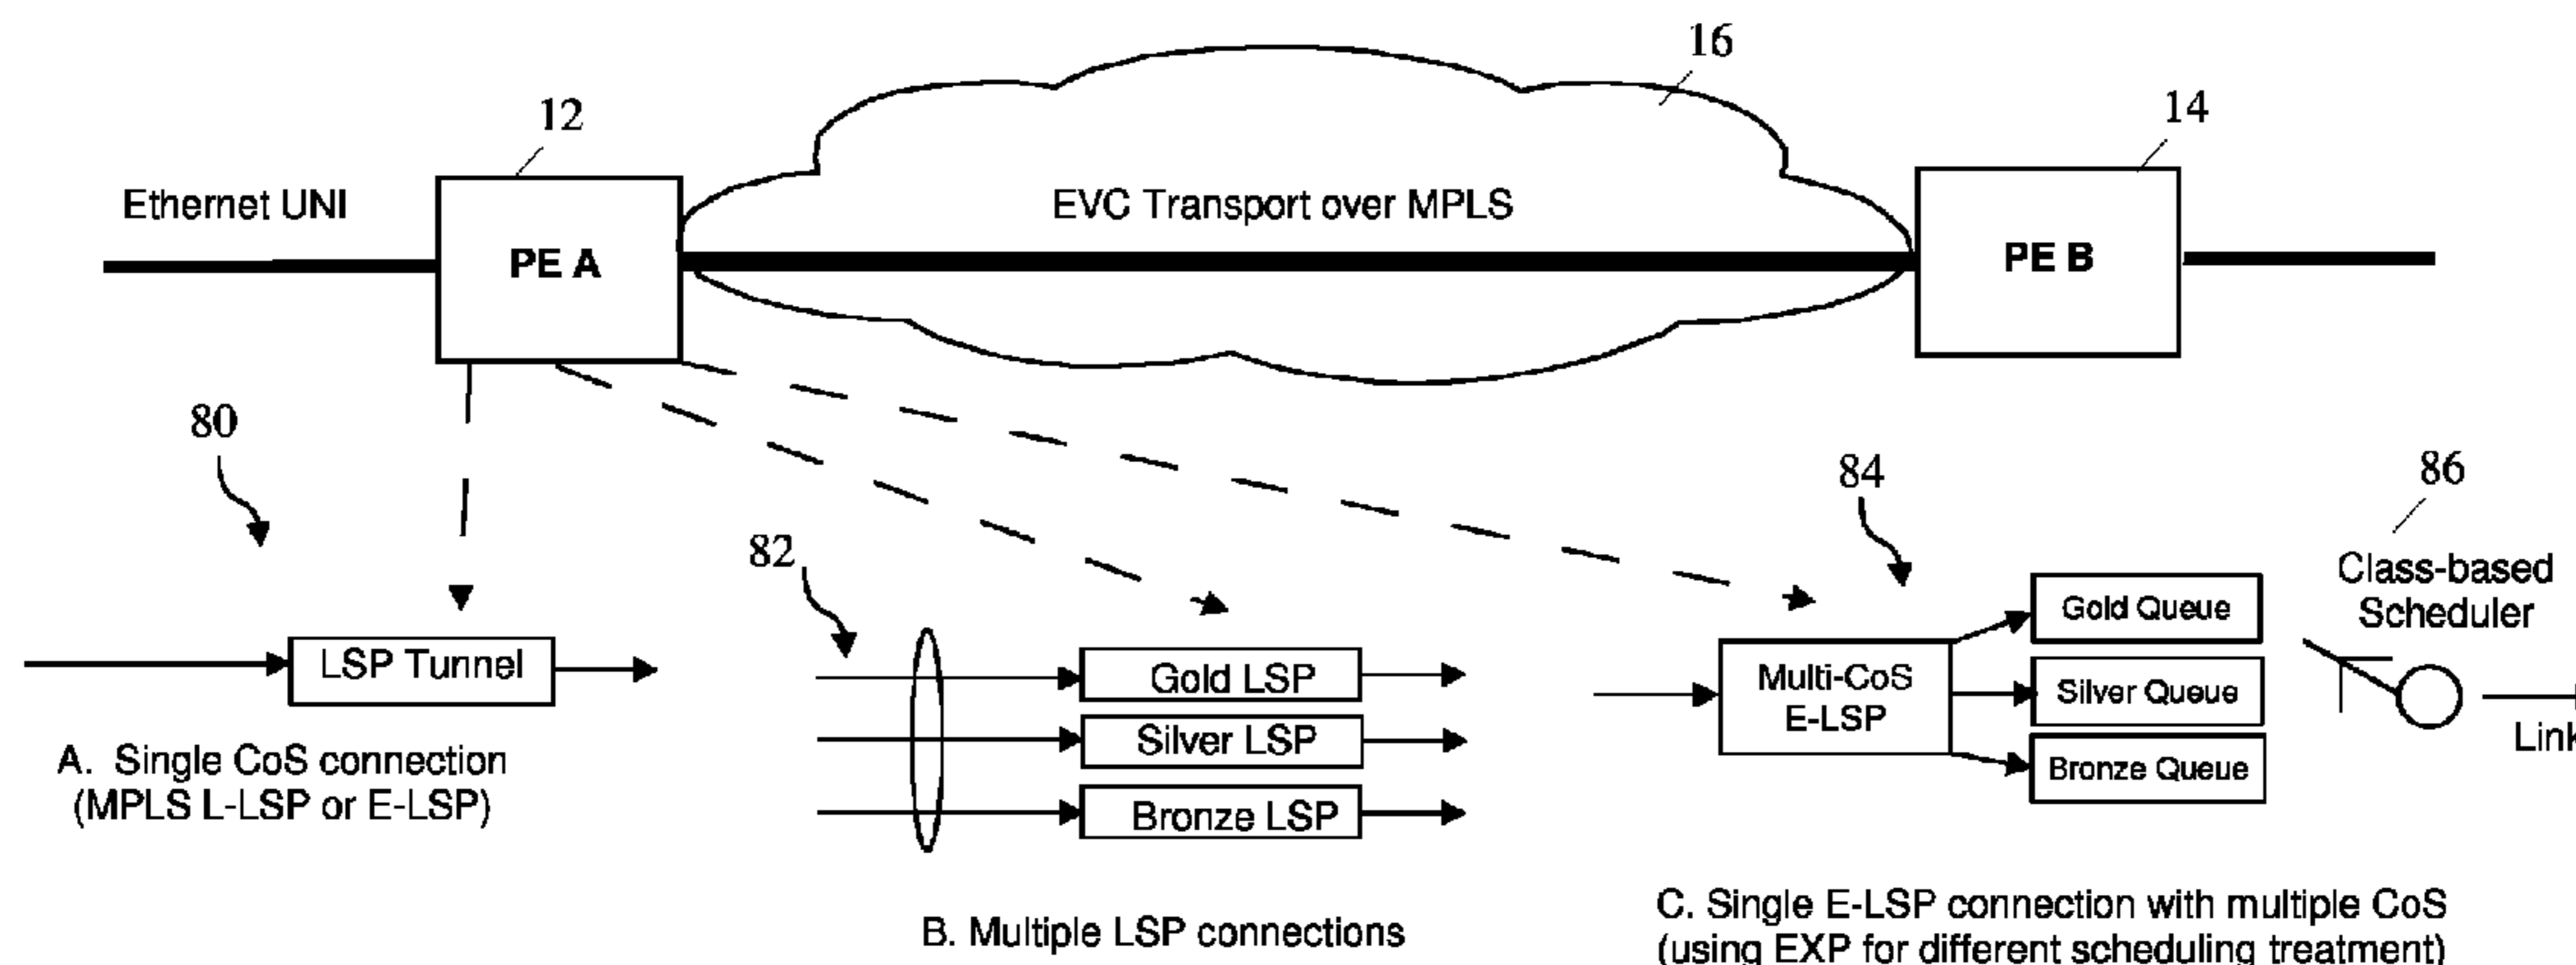 16
12
14
Ethernet UNI
EVC Transport over MPLS
PE A
PE B
80
84
86
82
Class-based
Scheduler
Gold Queue
LSP Tunnel
Gold LSP
Multi-CoS
E-LSP
Silver Queue
Silver LSP
Link
A. Single CoS connection
(MPLS L-LSP or E-LSP)
Bronze Queue
Bronze LSP
B. Multiple LSP connections
C. Single E-LSP connection with multiple CoS
(using EXP for different scheduling treatment)